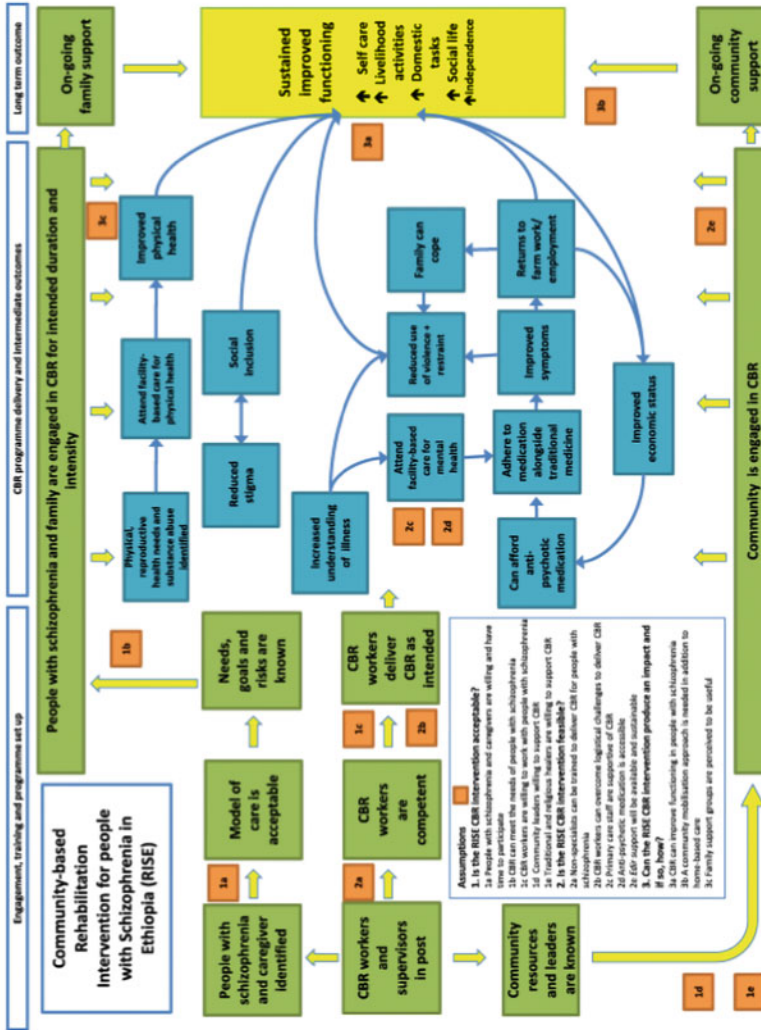 Engagement, training and programme set up
CBR programme delivery and intermediate outcomes
Long term outcome
Community-based
Rehabilitation
Intervention for people
with Schizophrenia in
Ethiopia (RISE)
People with schizophrenia and family are engaged in CBR for intended duration and
intensity
On-going
family support
1b
3c
People with
schizophrenia
and caregiver
identified
1a
Model of
care is
acceptable
Needs,
goals and
risks are
known
Physical,
reproductive
health needs and
substance abuse
identified
Attend facility-
based care for
physical health
Improved
physical
health
Reduced
stigma
Social
inclusion
Sustained
improved
functioning
↑ Self care
↑ Livelihood
activities
↑ Domestic
tasks
↑ Social life
↑Independence
3a
CBR workers
and
supervisors
in post
2a
CBR
workers
are
competent
1c
2b
CBR
workers
deliver
CBR as
intended
Increased
understanding
of illness
2c
2d
Attend
facility-based
care for
mental
health
Reduced use
of violence +
restraint
Family can
cope
Can afford
anti-
psychotic
medication
Adhere to
medication
alongside
traditional
medicine
Improved
symptoms
Returns to
farm work/
employment
Improved
economic status
3b
Community
resources
and leaders
are known
Assumptions
1. Is the RISE CBR intervention acceptable?
1a People with schizophrenia and caregivers are willing and have
time to participate
1b CBR can meet the needs of people with schizophrenia
1c CBR workers are willing to work with people with schizophrenia
1d Community leaders willing to support CBR
1e Traditional and religious healers are willing to support CBR
2. Is the RISE CBR intervention feasible?
2a Non-specialists can be trained to deliver CBR for people with
schizophrenia
2b CBR workers can overcome logistical challenges to deliver CBR
2c Primary care staff are supportive of CBR
2d Anti-psychotic medication is accessible
2e Edir support will be available and sustainable
3. Can the RISE CBR intervention produce an impact and
if so, how?
3a CBR can improve functioning in people with schizophrenia
3b A community mobilisation approach is needed in addition to
home-based care
3c Family support groups are perceived to be useful
1d
1e
2e
Community is engaged in CBR
On-going
community
support